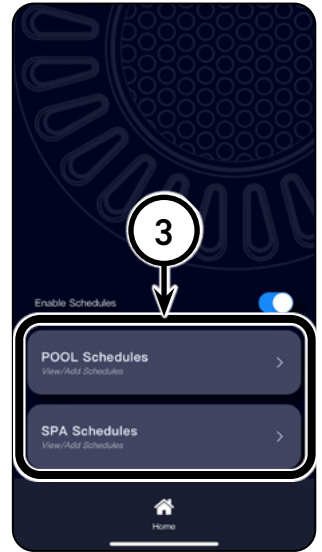 3
Enable Schedules
POOL Schedules
View/Add Schedules
SPA Schedules
View/Add Schedules
Home